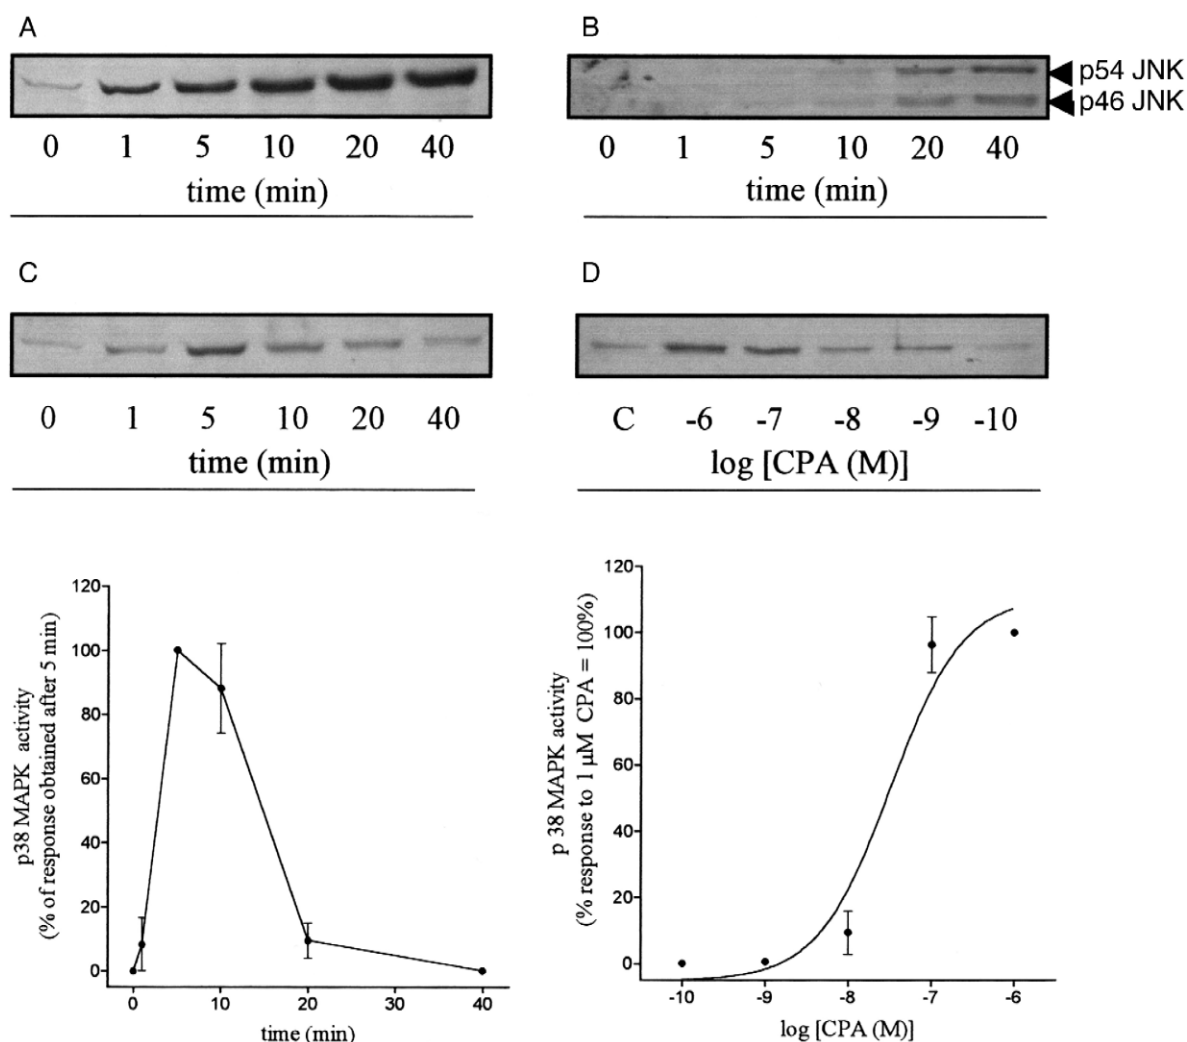 A
0 1 5 10 20 40
time (min)
B
p54 JNK
p46 JNK
0 1 5 10 20 40
time (min)
C
0 1 5 10 20 40
time (min)
D
C -6 -7 -8 -9 -10
log [CPA (M)]
p38 MAPK activity
(% of response obtained after 5 min)
120
100
80
60
40
20
0
0 10 20 30 40
time (min)
p 38 MAPK activity
(% response to 1 μM CPA = 100%)
120
100
80
60
40
20
0
-10 -9 -8 -7 -6
log [CPA (M)]